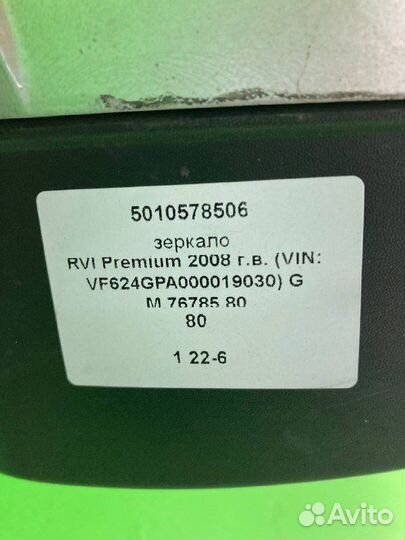 5010578506
зеркало
RVI Premium 2008 г.в. (VIN:
VF624GPA000019030) G
M 76785 80
80
1 22-6
Avito